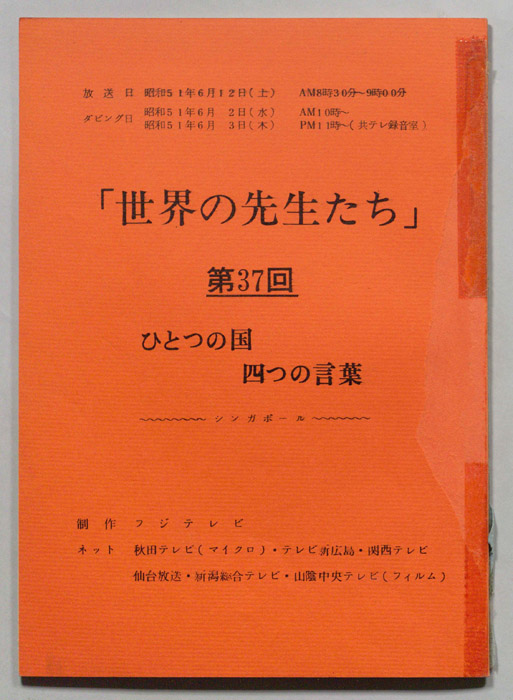 放送日 昭和51年6月12日(土) AM8時30分~9時00分
ダビング日 昭和51年6月 2日(水) AM10時~
昭和51年6月 3日(木) PM11時~(共テレ録音室)
「世界の先生たち」
第37回
ひとつの国
四つの言葉
~~~~~~~~ シンガポール ~~~~~~~
制作 フジテレビ
ネット 秋田テレビ(マイクロ)・テレビ新広島・関西テレビ
仙台放送・新潟総合テレビ・山陰中央テレビ(フィルム)